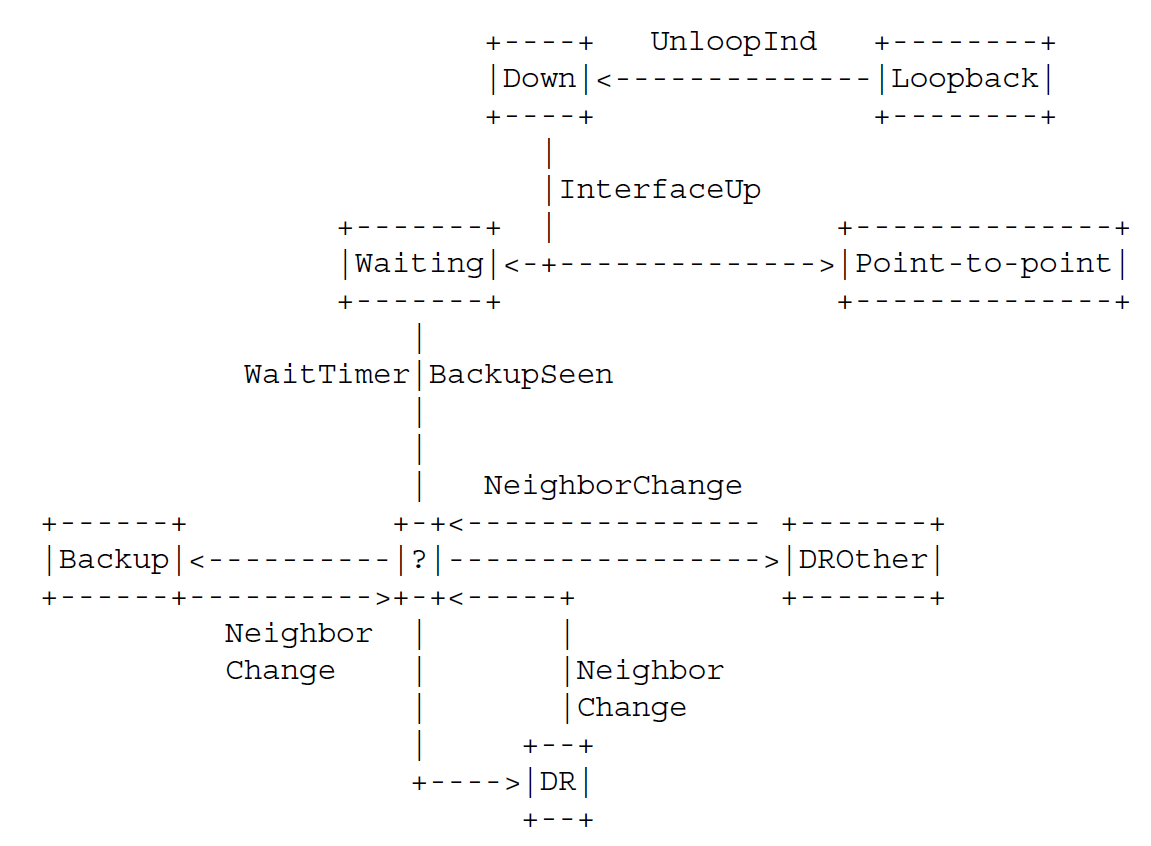 +----+   UnloopInd   +--------+
|Down|<--------------|Loopback|
+----+               +--------+
|
|InterfaceUp
+-------+  |               +--------------+
|Waiting|<-+-------------->|Point-to-point|
+-------+                  +--------------+
|
WaitTimer|BackupSeen
|
|
|   NeighborChange
+------+           +-+<---------------- +-------+
|Backup|<----------|?|----------------->|DROther|
+------+---------->+-+<-----+           +-------+
Neighbor  |       |
Change    |       |Neighbor
|       |Change
|     +--+
+---->|DR|
+--+